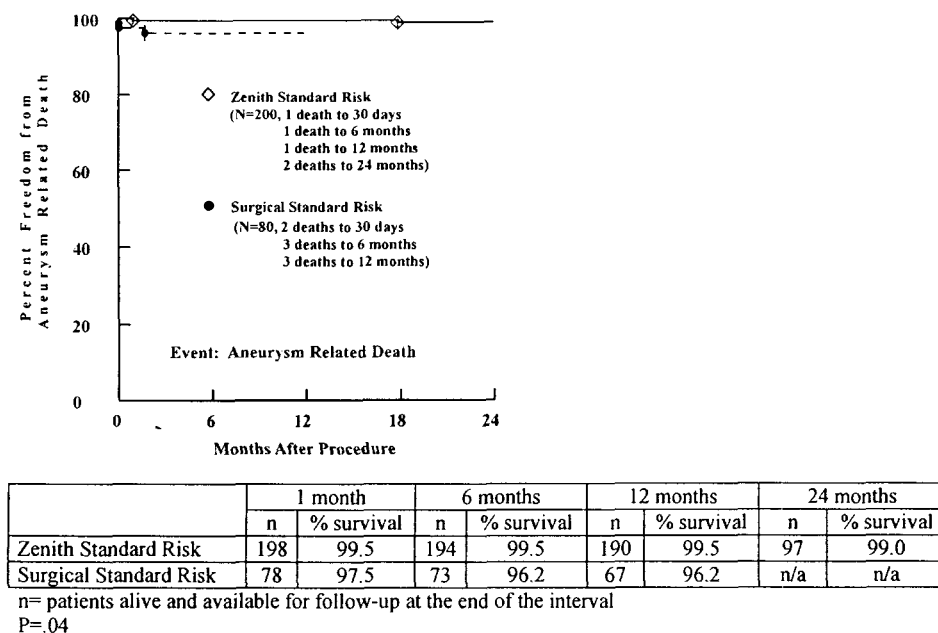 Percent Freedom from
Aneurysm Related Death
100
80
60
40
20
0
Zenith Standard Risk
(N=200, 1 death to 30 days
1 death to 6 months
1 death to 12 months
2 deaths to 24 months)
Surgical Standard Risk
(N=80, 2 deaths to 30 days
3 deaths to 6 months
3 deaths to 12 months)
Event: Aneurysm Related Death
0 6 12 18 24
Months After Procedure
1 month 6 months 12 months 24 months
n % survival n % survival n % survival n % survival
Zenith Standard Risk 198 99.5 194 99.5 190 99.5 97 99.0
Surgical Standard Risk 78 97.5 73 96.2 67 96.2 n/a n/a
n= patients alive and available for follow-up at the end of the interval
P=.04